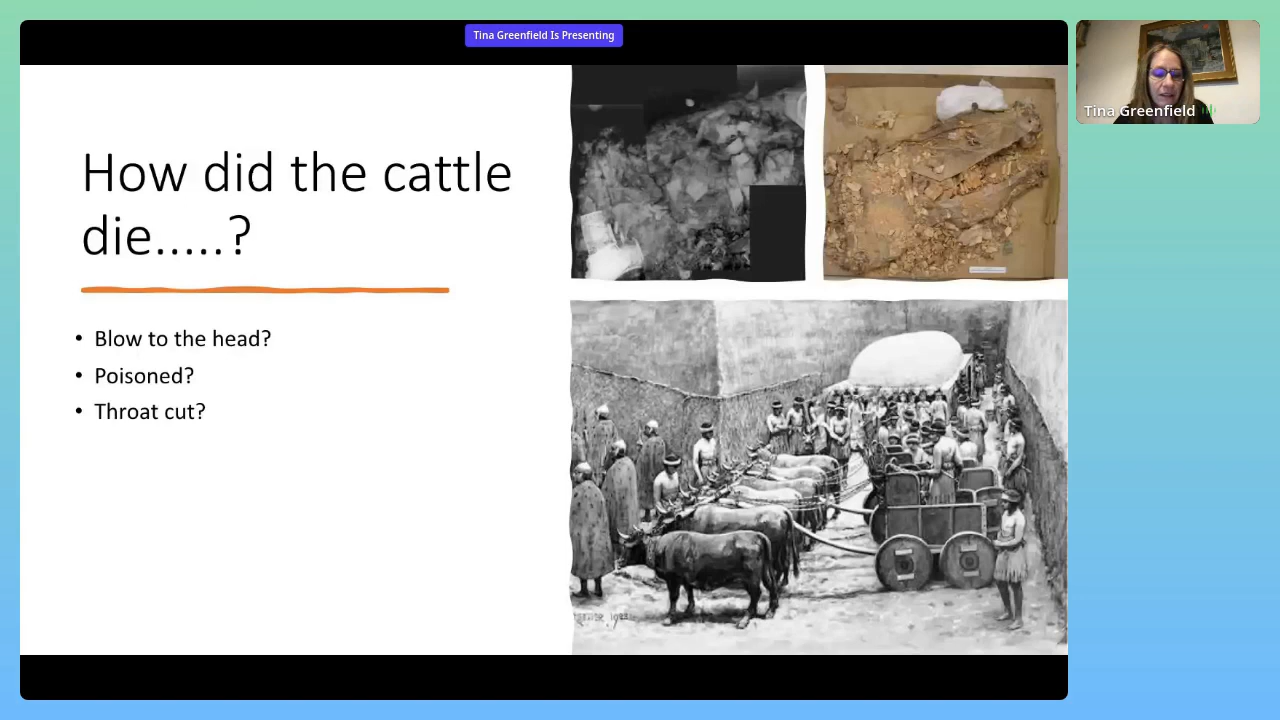 Tina Greenfield Is Presenting
Tina Greenfield
How did the cattle
die.....?
• Blow to the head?
• Poisoned?
• Throat cut?